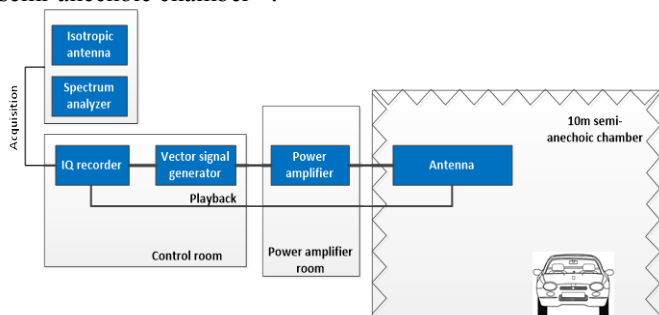 semi-anechoic chamber
Isotropic
antenna
Spectrum
analyzer
Acquisition
10m semi-
anechoic chamber
IQ recorder
Vector signal
generator
Power
amplifier
Antenna
Playback
Control room
Power amplifier
room